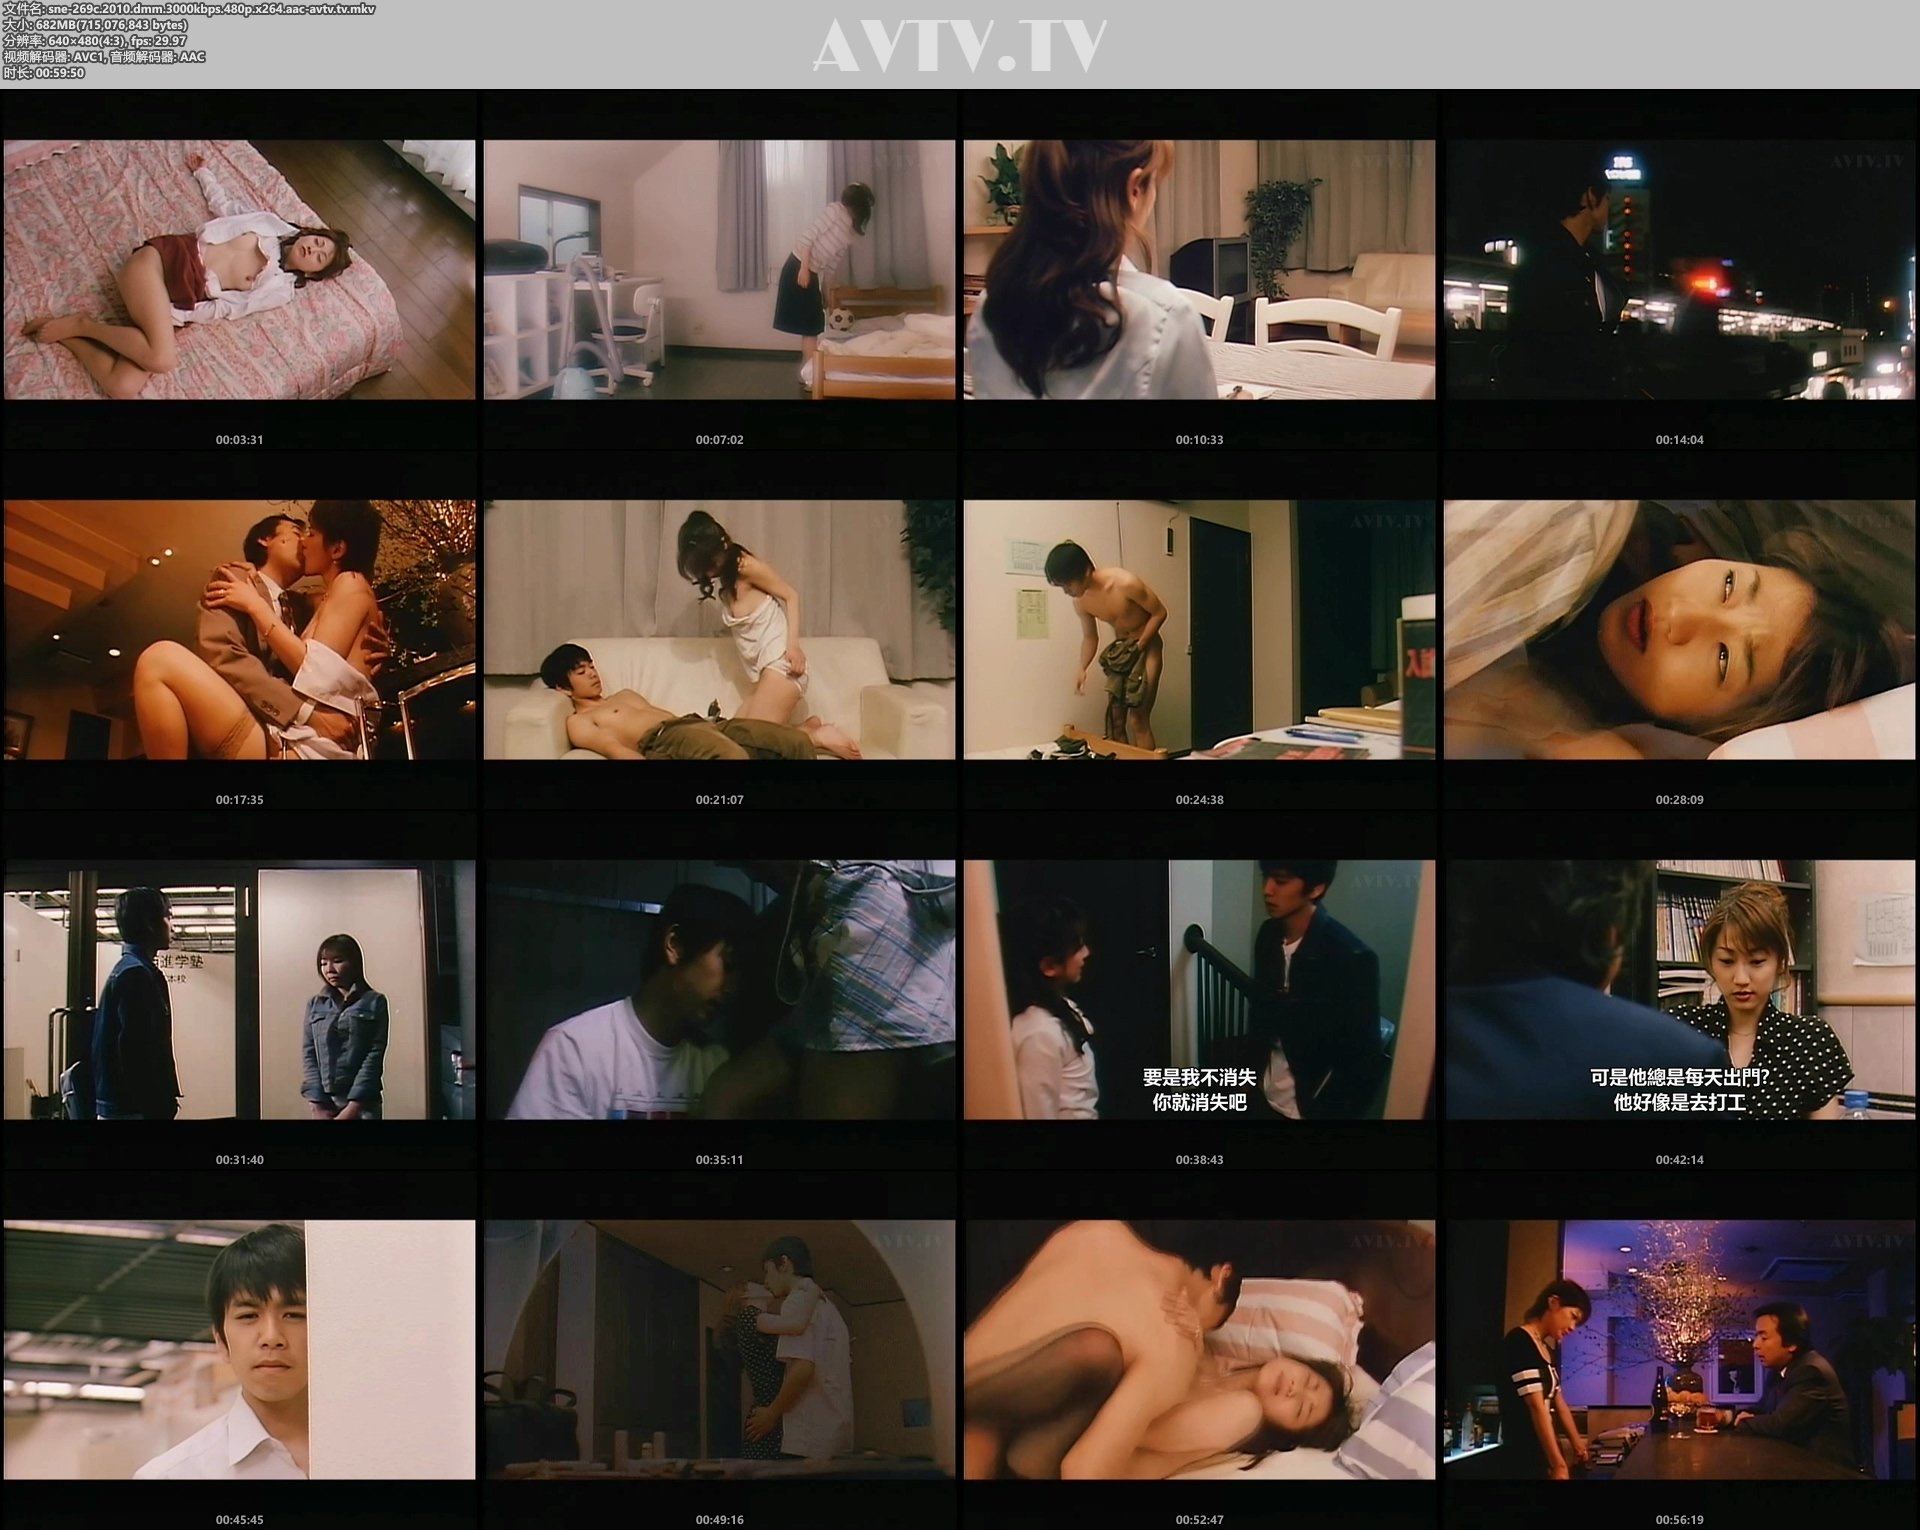 文件名: sne-269c.2010.dmm.3000kbps.480p.x264.aac-avtv.tv.mkv
大小: 682MB(715,076,843 bytes)
分辨率: 640×480(4:3), fps: 29.97
视频解码器: AVC1, 音频解码器: AAC
时长: 00:59:50
AVTV.TV
AVTV.TV
00:03:31
00:07:02
00:10:33
00:14:04
00:17:35
00:21:07
00:24:38
00:28:09
進学塾
本校
要是我不消失
你就消失吧
可是他總是每天出門?
他好像是去打工
00:31:40
00:35:11
00:38:43
00:42:14
00:45:45
00:49:16
00:52:47
00:56:19